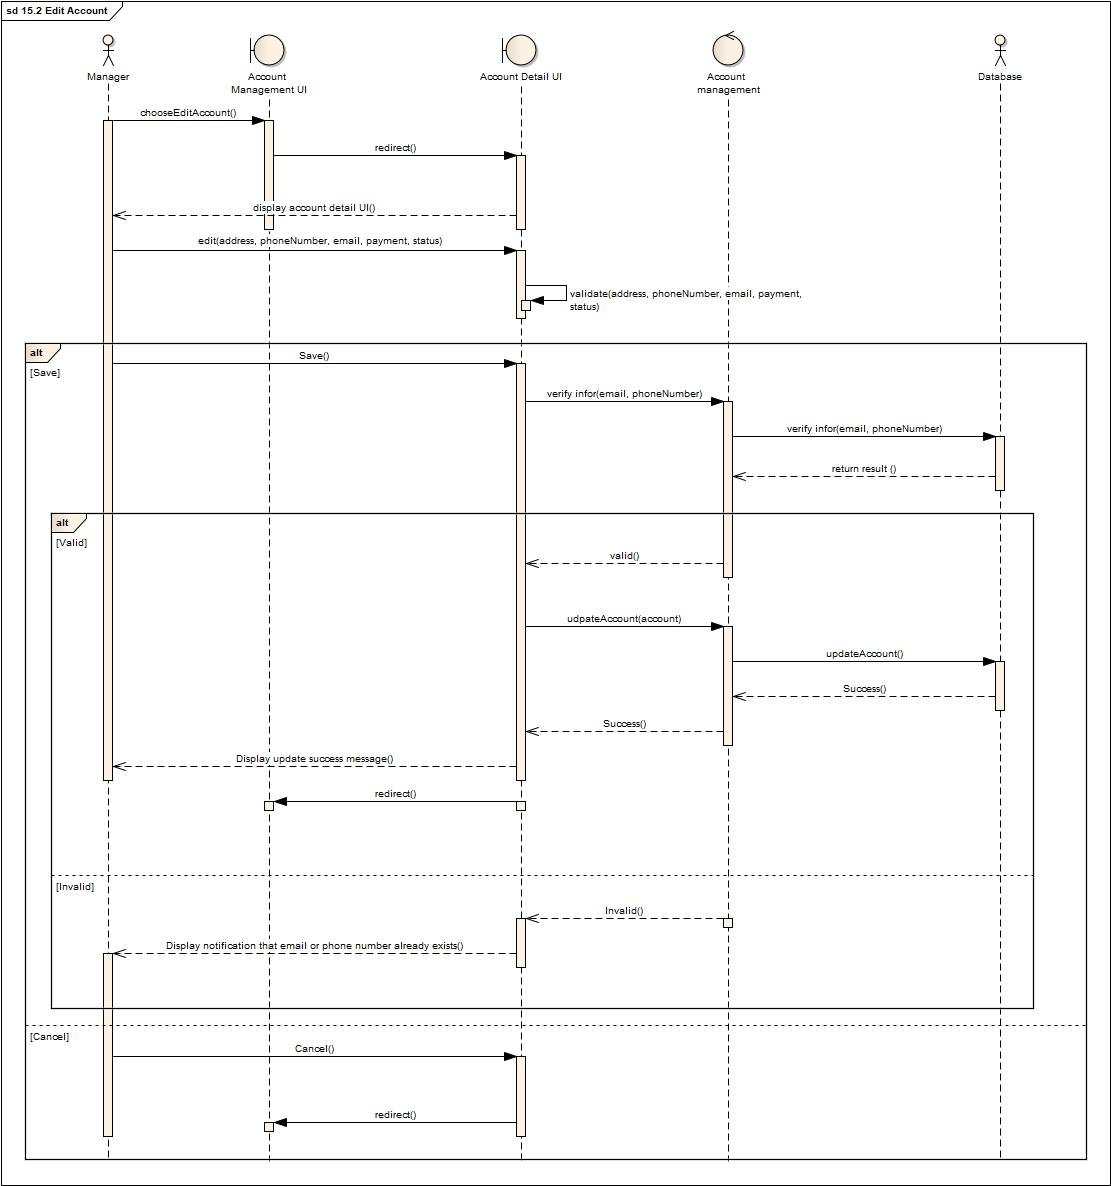 sd 15.2 Edit Account
Manager
Account
Management UI
Account Detail UI
Account
management
Database
chooseEditAccount()
redirect()
display account detail UI()
edit(address, phoneNumber, email, payment, status)
validate(address, phoneNumber, email, payment,
status)
alt
[Save]
Save()
verify infor(email, phoneNumber)
verify infor(email, phoneNumber)
return result ()
alt
[Valid]
valid()
udpateAccount(account)
updateAccount()
Success()
Success()
Display update success message()
redirect()
[Invalid]
Invalid()
Display notification that email or phone number already exists()
[Cancel]
Cancel()
redirect()